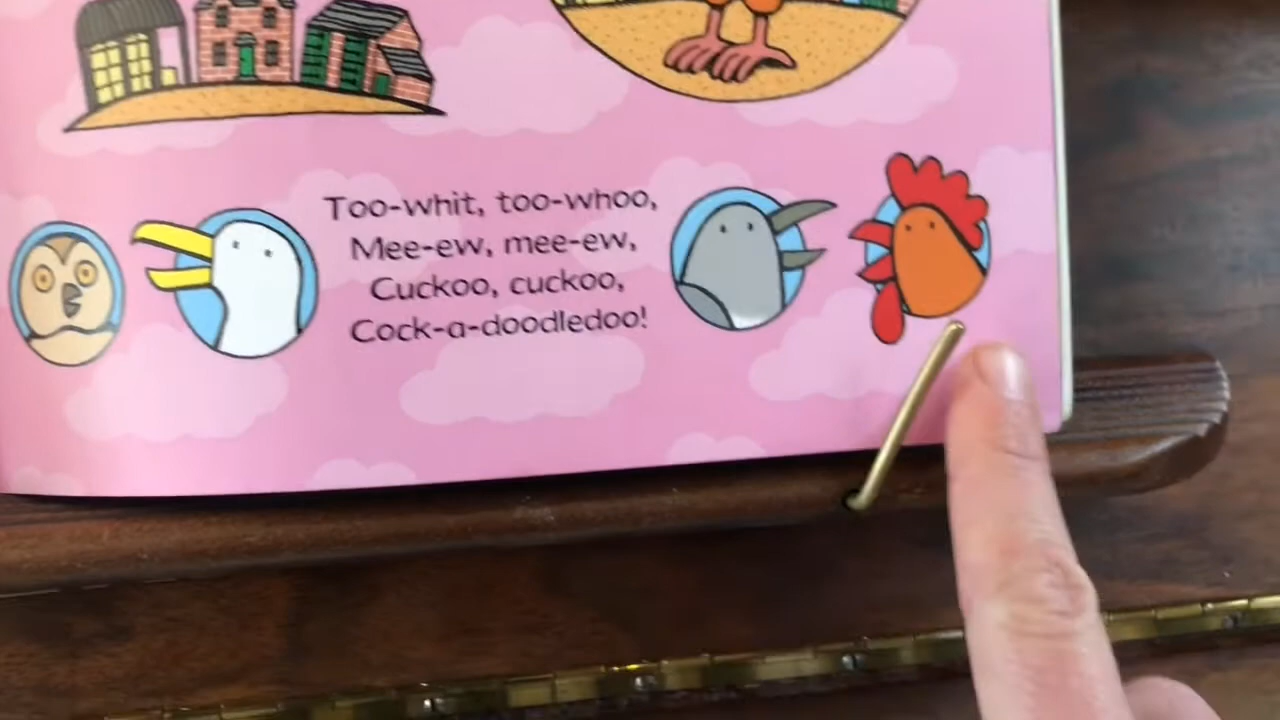 Too-whit, too-whoo,
Mee-ew, mee-ew,
Cuckoo, cuckoo,
Cock-a-doodledoo!